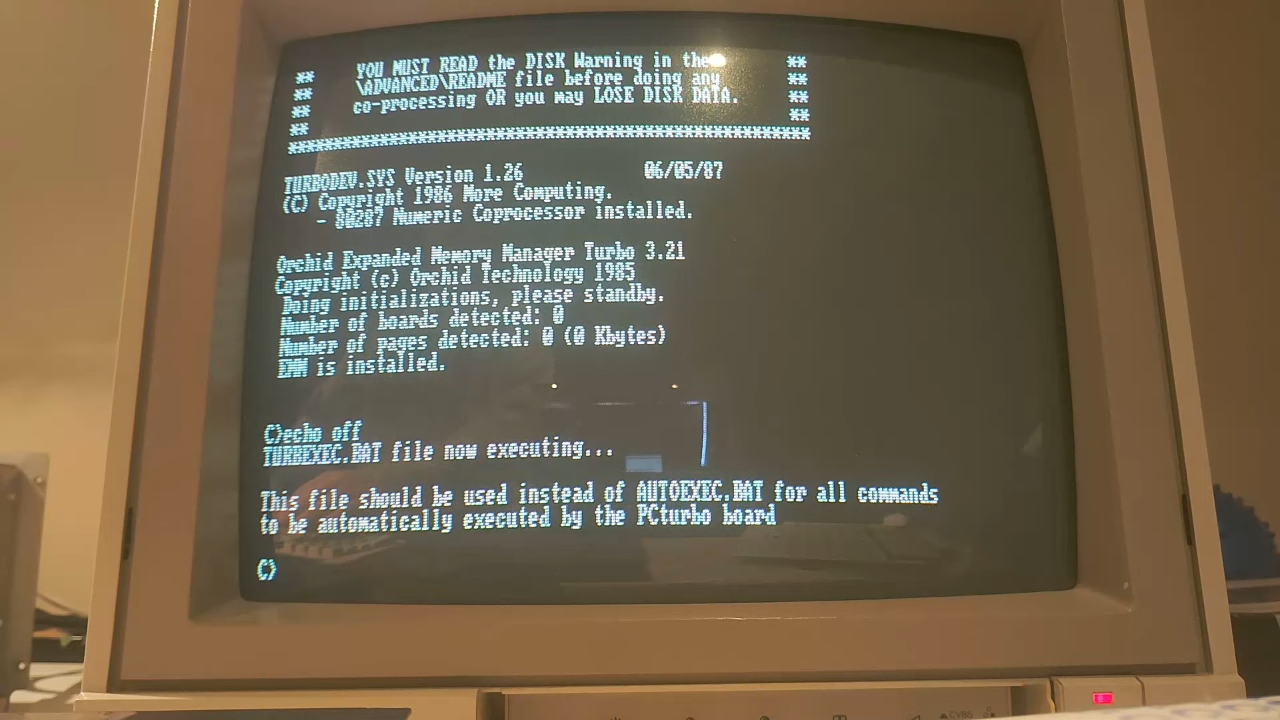 ** YOU MUST READ the DISK Warning in the **
** \ADVANCED\README file before doing any **
** co-processing OR you may LOSE DISK DATA. **
** **
*****************************************************************
TURBODEV.SYS Version 1.26 06/05/87
(C) Copyright 1986 More Computing.
- 80287 Numeric Coprocessor installed.
Orchid Expanded Memory Manager Turbo 3.21
Copyright (c) Orchid Technology 1985
Doing initializations, please standby.
Number of boards detected: 0
Number of pages detected: 0 (0 Kbytes)
EMM is installed.
C>echo off
TURBEXEC.BAT file now executing...
This file should be used instead of AUTOEXEC.BAT for all commands
to be automatically executed by the PCturbo board
C>
CVBS